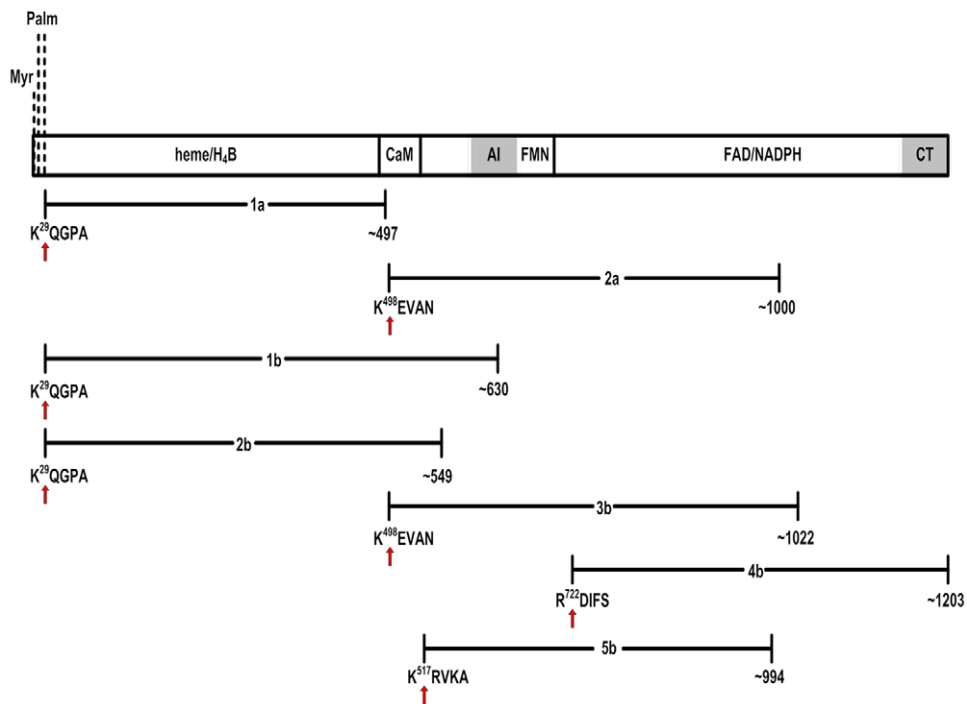 Palm
Myr
heme/H₄B CaM AI FMN FAD/NADPH CT
1a
K²⁹QGPA ~497
2a
K⁴⁹⁸EVAN ~1000
1b
K²⁹QGPA ~630
2b
K²⁹QGPA ~549
3b
K⁴⁹⁸EVAN ~1022
4b
R⁷²²DIFS ~1203
5b
K⁵¹⁷RVKA ~994